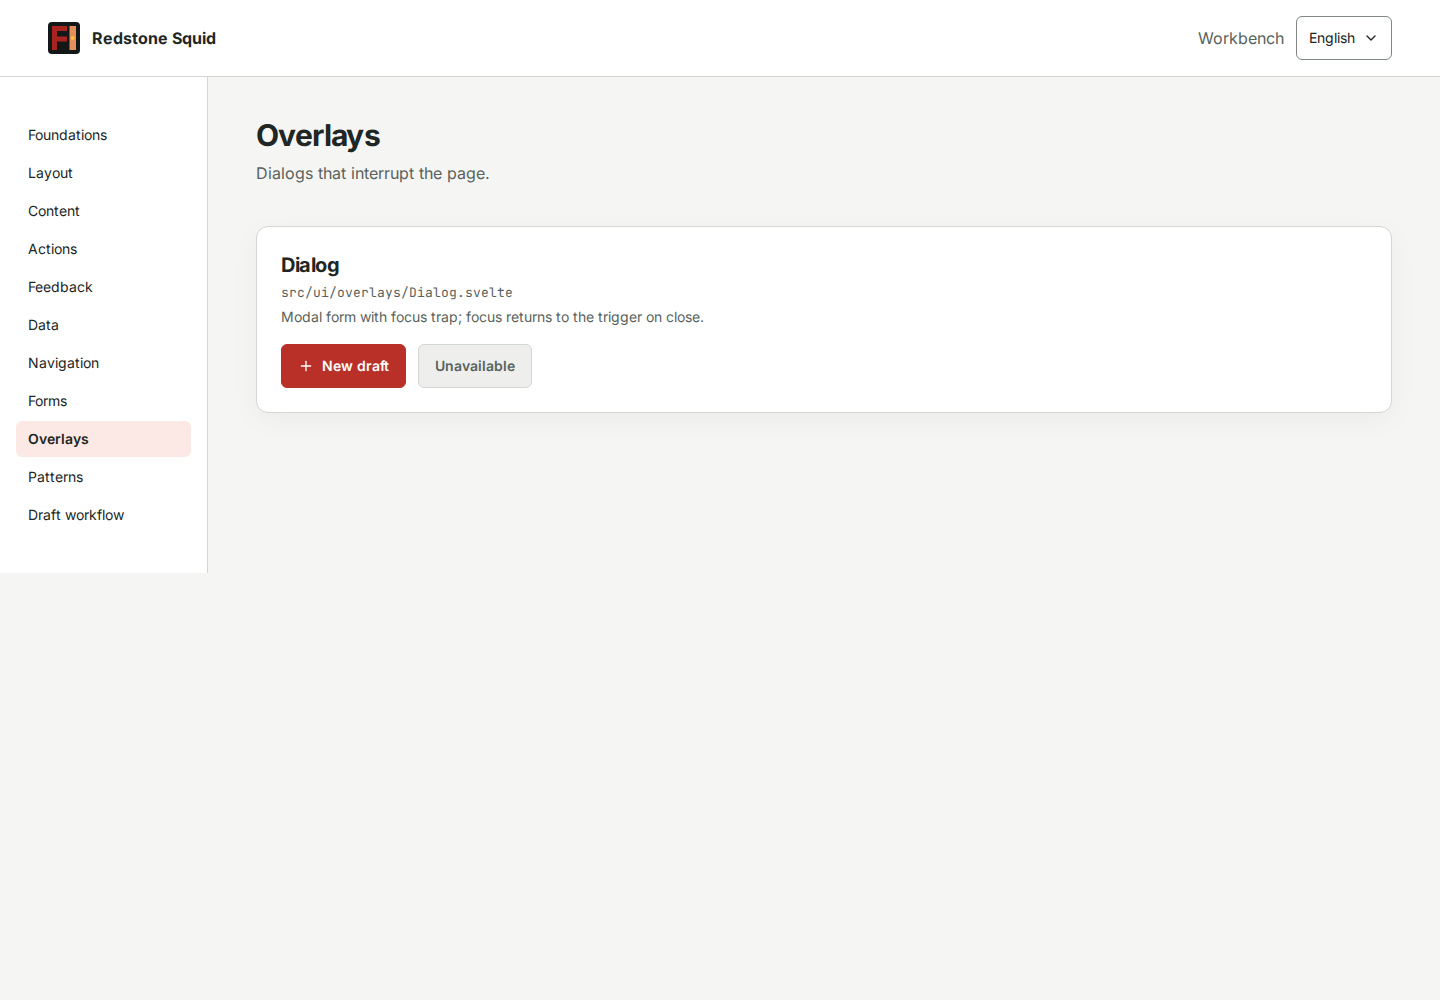 Redstone Squid
Workbench
English
Foundations
Layout
Content
Actions
Feedback
Data
Navigation
Forms
Overlays
Patterns
Draft workflow
Overlays
Dialogs that interrupt the page.
Dialog
src/ui/overlays/Dialog.svelte
Modal form with focus trap; focus returns to the trigger on close.
New draft
Unavailable